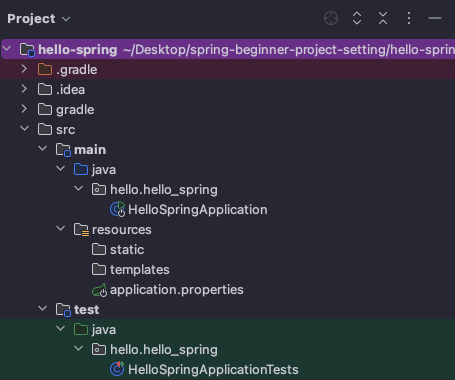 Project
hello-spring ~/Desktop/spring-beginner-project-setting/hello-sprin
.gradle
.idea
gradle
src
main
java
hello.hello_spring
HelloSpringApplication
resources
static
templates
application.properties
test
java
hello.hello_spring
HelloSpringApplicationTests